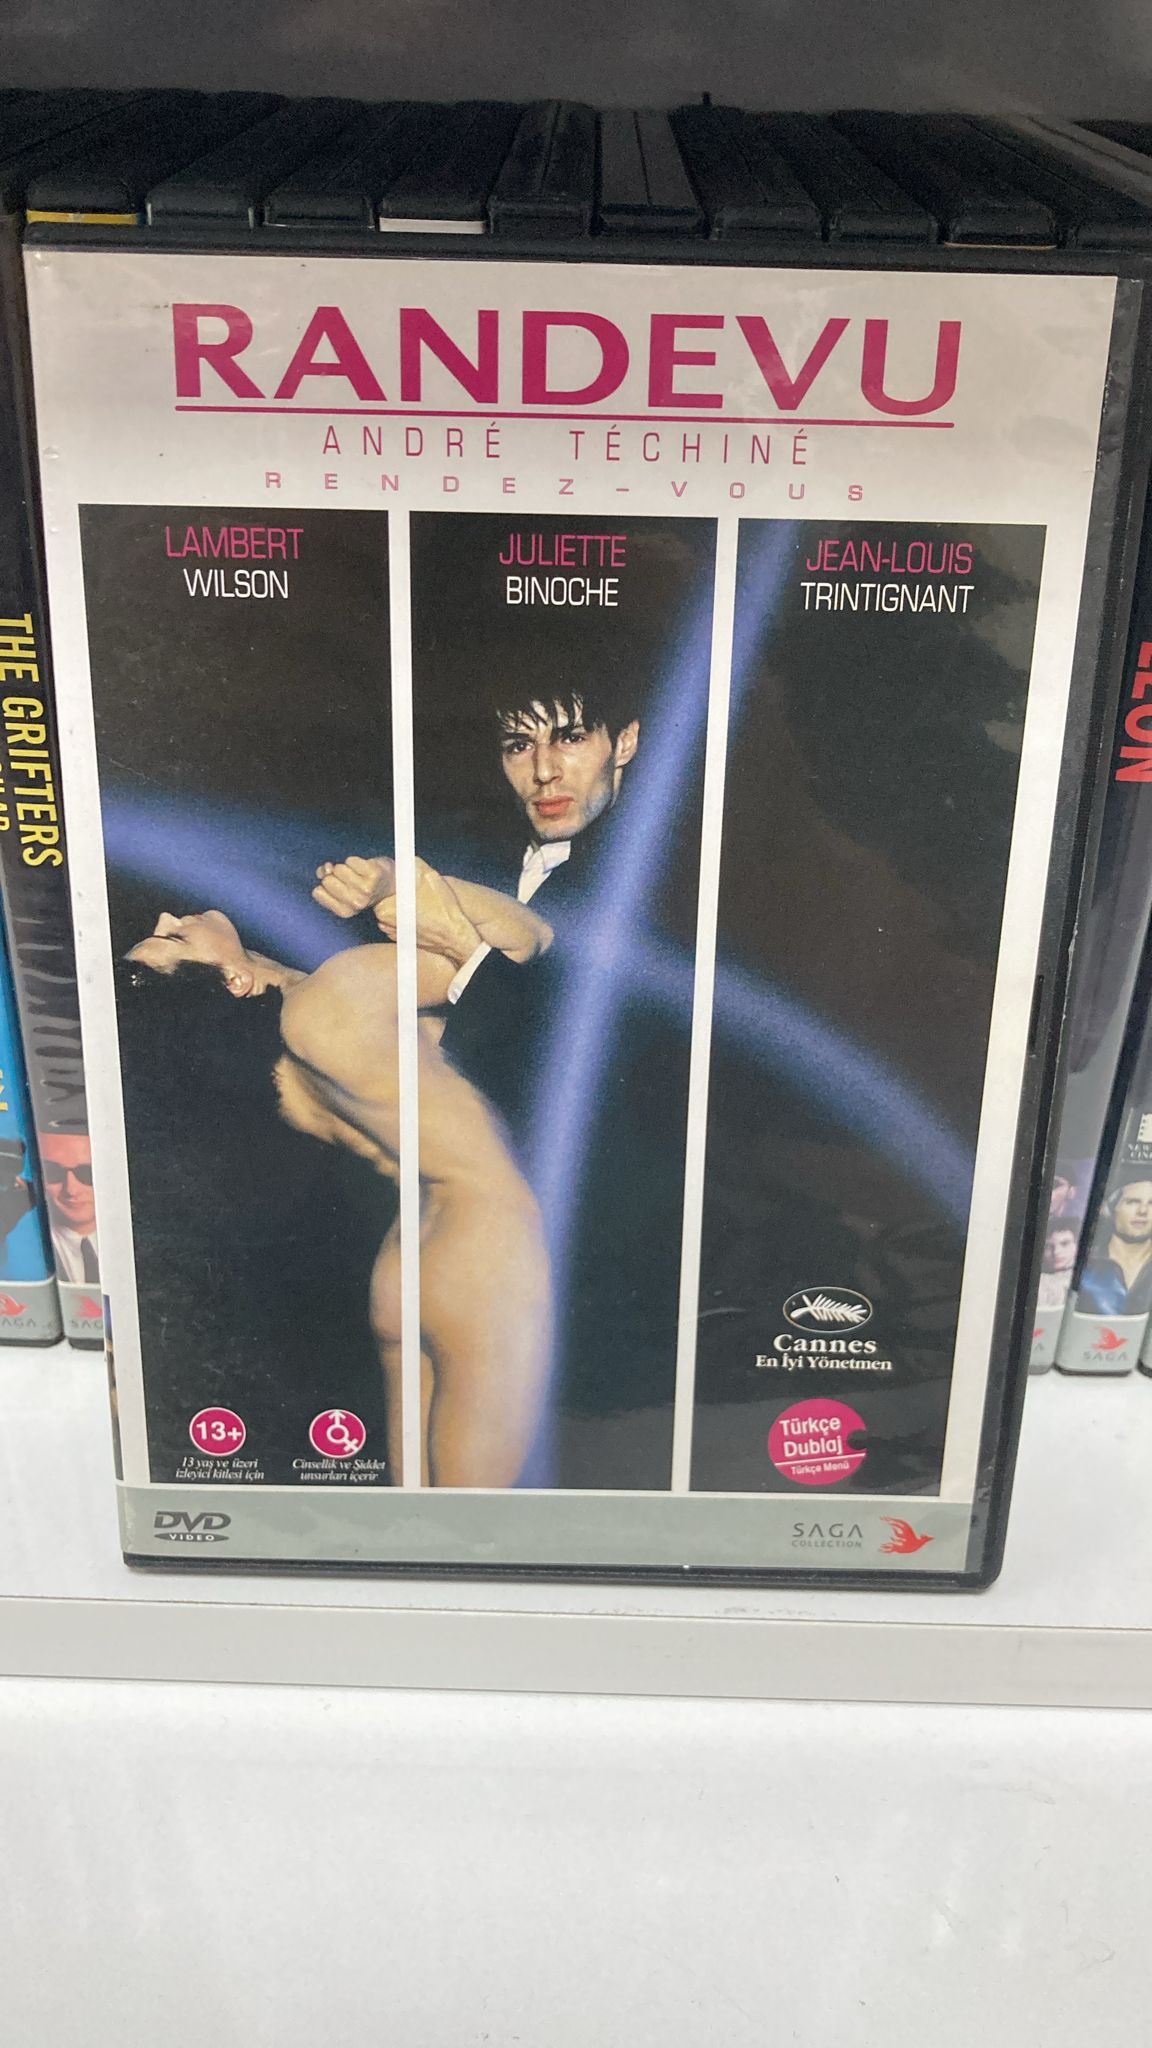 RANDEVU
ANDRÉ TÉCHINÉ
RENDEZ-VOUS
LAMBERT
WILSON
JULIETTE
BINOCHE
JEAN-LOUIS
TRINTIGNANT
Cannes
En İyi Yönetmen
13+
13 yaş ve üzeri
izleyici kitlesi için
Cinsellik ve Şiddet
unsurları içerir
Türkçe
Dublaj
Türkçe Menü
DVD
VIDEO
SAGA
COLLECTION
THE GRIFTERS
LEON
SAGA